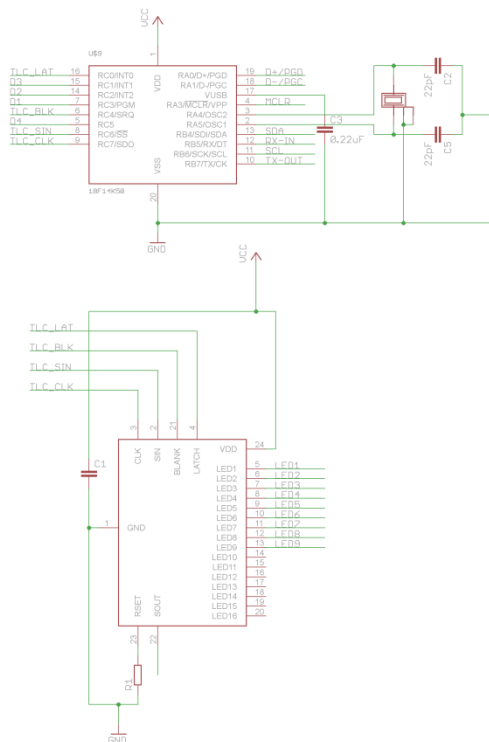 VCC
U$8
1
VDD
TLC_LAT 16 RC0/INT0 RA0/D+/PGD 19 D+/PGD
D3 15 RC1/INT1 RA1/D-/PGC 18 D-/PGC
D2 14 RC2/INT2 VUSB 17
D1 7 RC3/PGM RA3/MCLR/VPP 4 MCLR
TLC_BLK 6 RC4/SRQ RA4/OSC2 3
D4 5 RC5 RA5/OSC1 2
TLC_SIN 8 RC6/SS RB4/SDI/SDA 13 SDA
TLC_CLK 9 RC7/SDO RB5/RX/DT 12 RX-IN
RB6/SCK/SCL 11 SCL
RB7/TX/CK 10 TX-OUT
VSS
20
18F14K50
C3
0.22uF
22pF
C2
22pF
C5
GND
VCC
TLC_LAT
TLC_BLK
TLC_SIN
TLC_CLK
3 2 21 4
CLK SIN BLANK LATCH
VDD 24
C1
1 GND
LED1 5 LED1
LED2 6 LED2
LED3 7 LED3
LED4 8 LED4
LED5 9 LED5
LED6 10 LED6
LED7 11 LED7
LED8 12 LED8
LED9 13 LED9
LED10 14
LED11 15
LED12 16
LED13 17
LED14 18
LED15 19
LED16 20
RSET SOUT
23 22
R1
GND